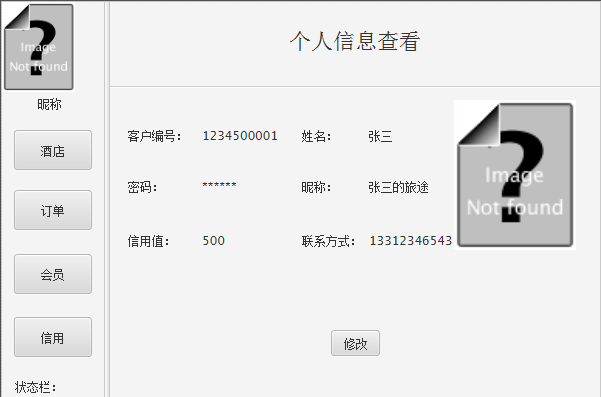 Image
Not found
昵称
酒店
订单
会员
信用
状态栏：
个人信息查看
客户编号： 1234500001 姓名： 张三
密码： ****** 昵称： 张三的旅途
信用值： 500 联系方式： 13312346543
Image
Not found
修改